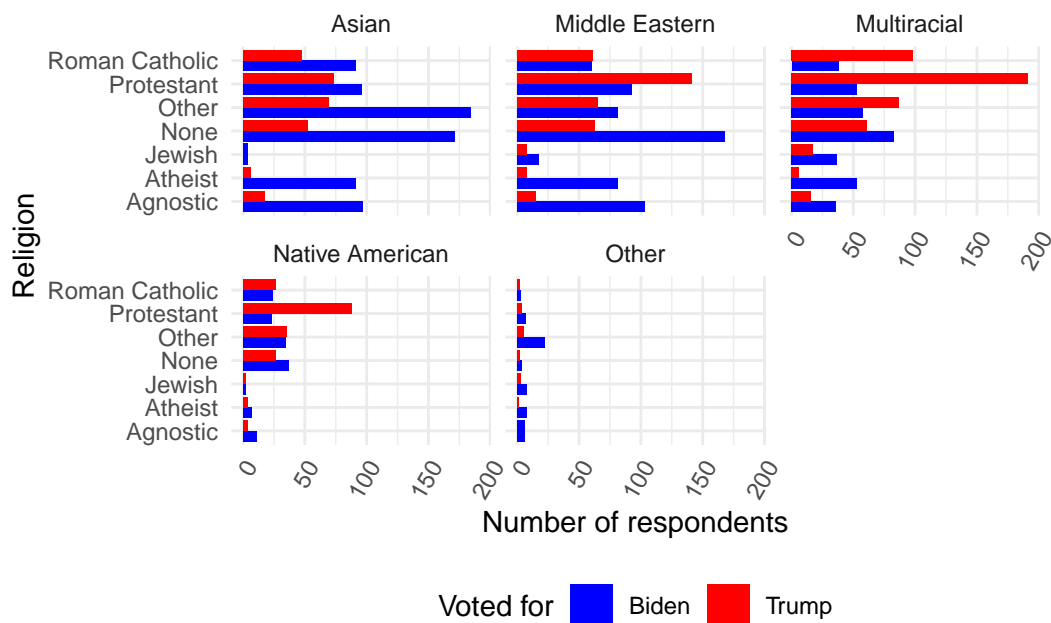 Asian
Middle Eastern
Multiracial
Roman Catholic
Protestant
Other
None
Jewish
Atheist
Agnostic
0
50
100
150
200
Native American
Other
Roman Catholic
Protestant
Other
None
Jewish
Atheist
Agnostic
0
50
100
150
200
0
50
100
150
200
Religion
Number of respondents
Voted for
Biden
Trump